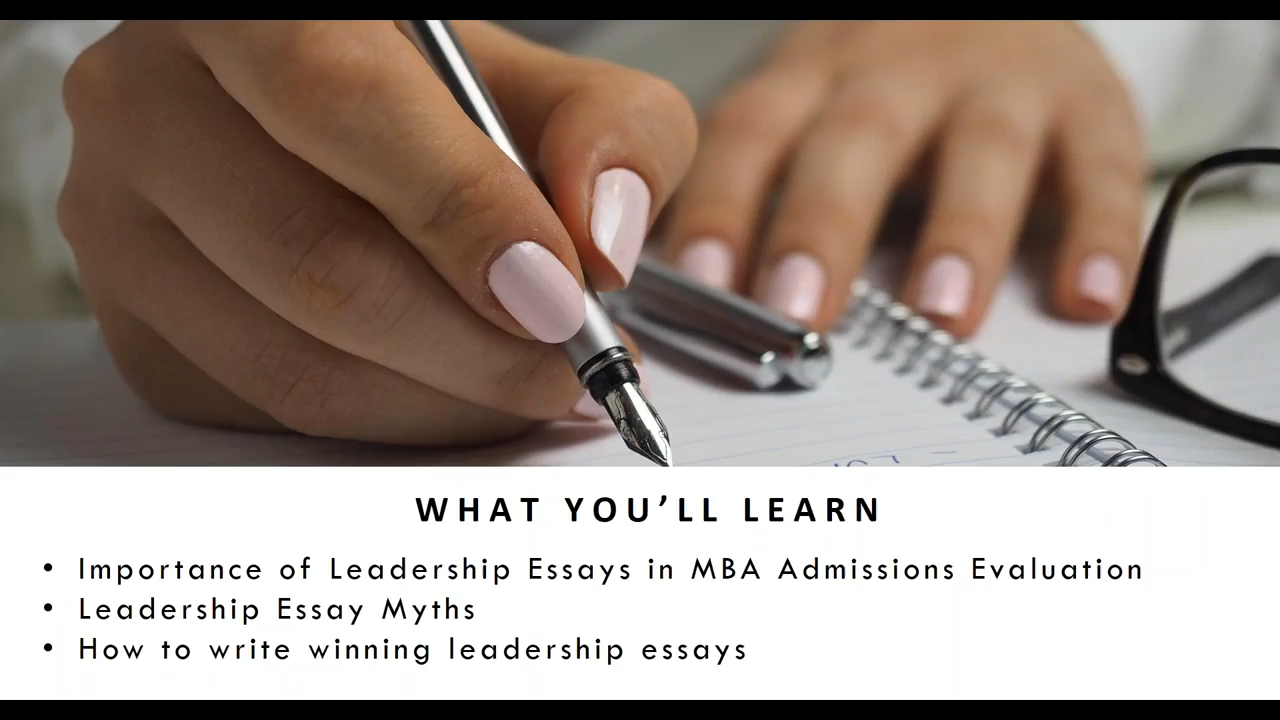 WHAT YOU’LL LEARN
• Importance of Leadership Essays in MBA Admissions Evaluation
• Leadership Essay Myths
• How to write winning leadership essays